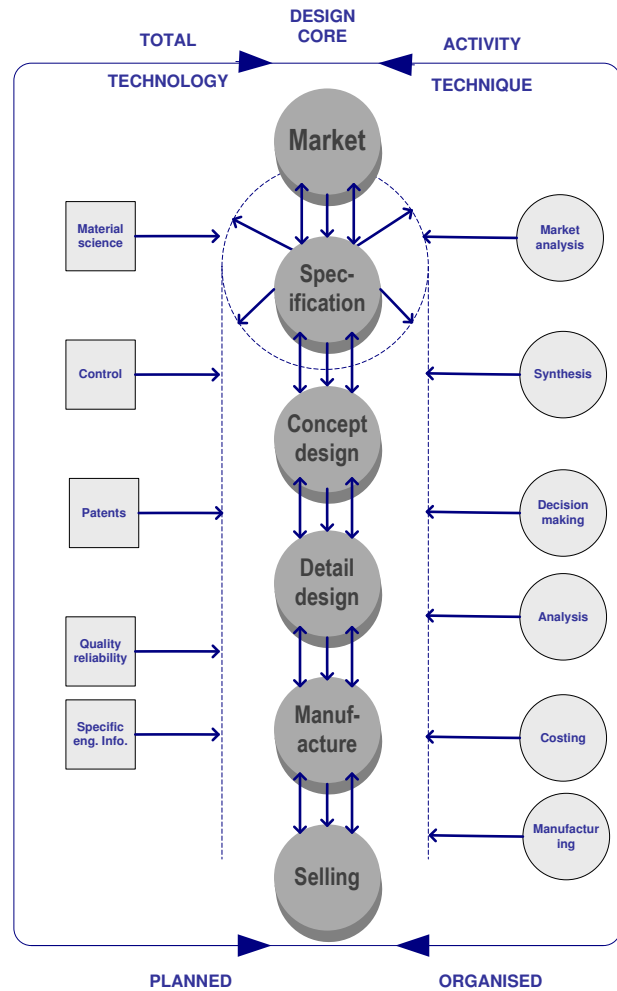 DESIGN
CORE
TOTAL
ACTIVITY
TECHNOLOGY
TECHNIQUE
Market
Material
science
Market
analysis
Spec-
ification
Control
Synthesis
Concept
design
Patents
Decision
making
Detail
design
Analysis
Quality
reliability
Specific
eng. Info.
Manuf-
acture
Costing
Manufactur
ing
Selling
PLANNED
ORGANISED